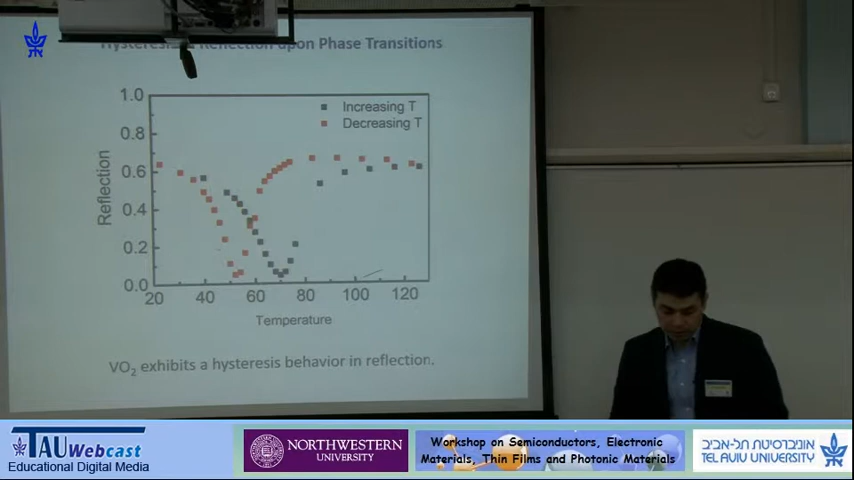 Hysteresis Reflection upon Phase Transitions
1.0
0.8
0.6
0.4
0.2
0.0
Reflection
Increasing T
Decreasing T
20 40 60 80 100 120
Temperature
VO2 exhibits a hysteresis behavior in reflection.
TAU Webcast
Educational Digital Media
NORTHWESTERN
UNIVERSITY
Workshop on Semiconductors, Electronic
Materials, Thin Films and Photonic Materials
אוניברסיטת תל-אביב
TEL AVIV UNIVERSITY